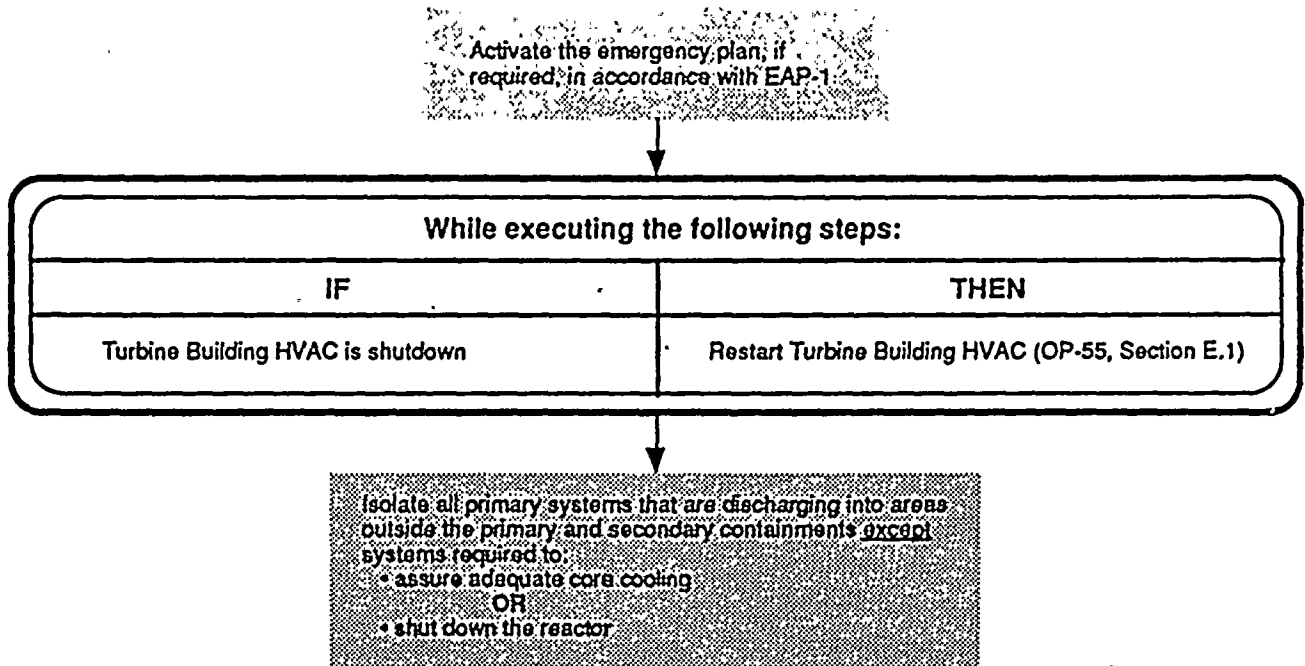 Activate the emergency plan, if
required, in accordance with EAP-1
While executing the following steps:
IF
THEN
Turbine Building HVAC is shutdown
Restart Turbine Building HVAC (OP-55, Section E.1)
Isolate all primary systems that are discharging into areas
outside the primary and secondary containments except
systems required to:
• assure adequate core cooling
OR
• shut down the reactor